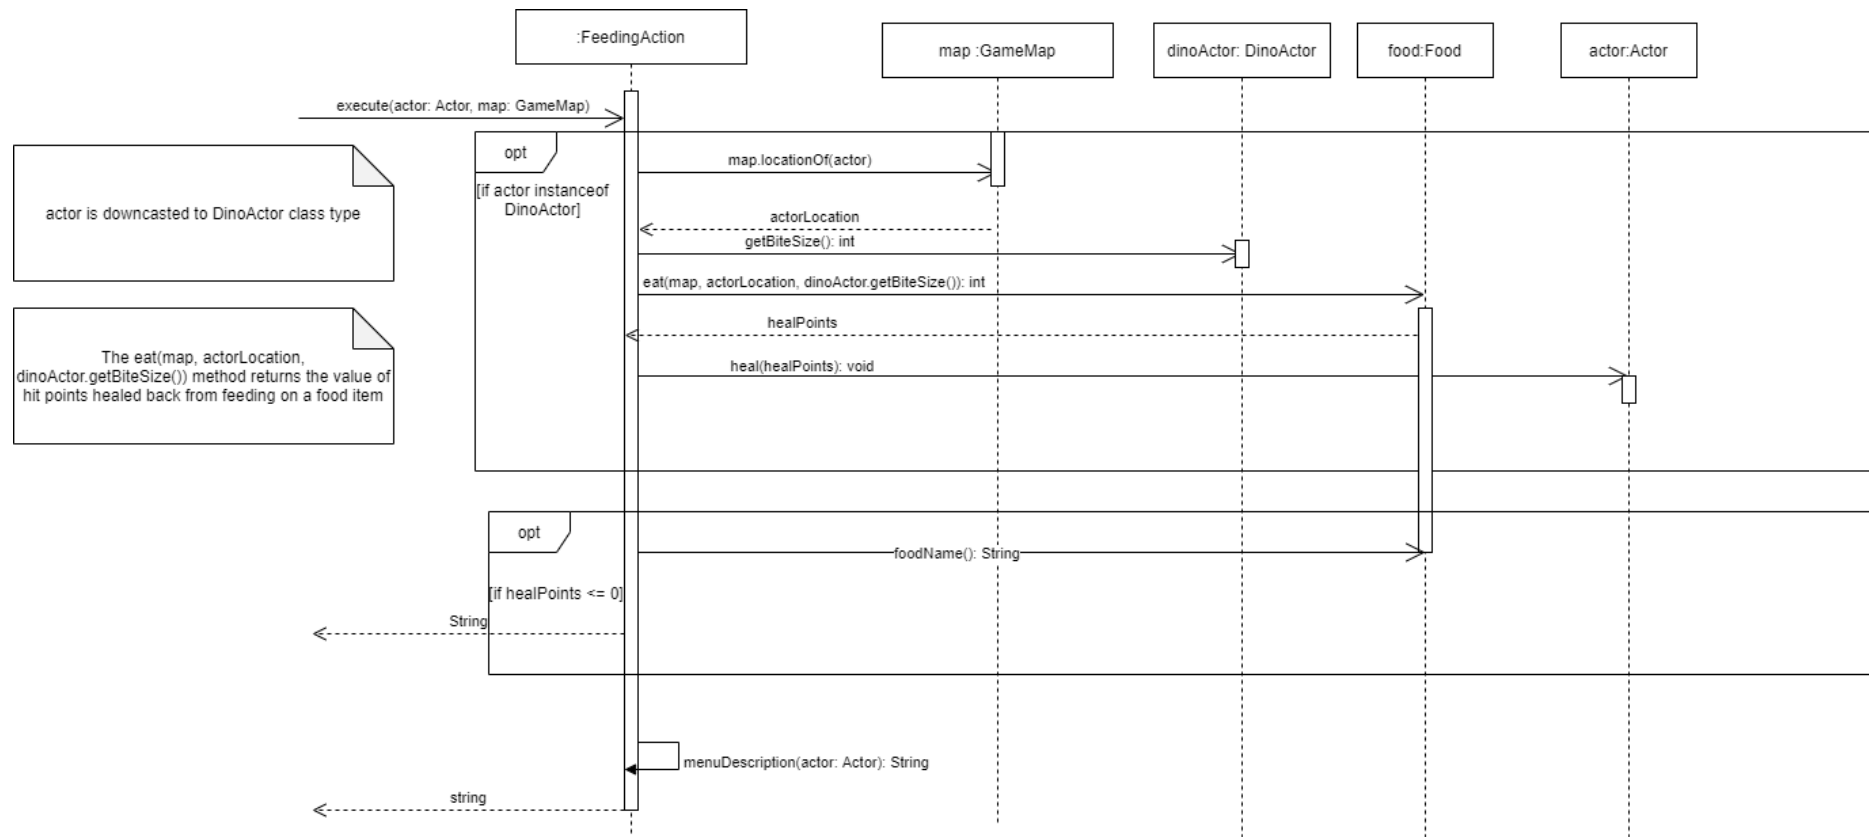 :FeedingAction
map :GameMap
dinoActor: DinoActor
food:Food
actor:Actor
execute(actor: Actor, map: GameMap)
opt
map.locationOf(actor)
[if actor instanceof
DinoActor]
actor is downcasted to DinoActor class type
actorLocation
getBiteSize(): int
eat(map, actorLocation, dinoActor.getBiteSize()): int
healPoints
The eat(map, actorLocation,
dinoActor.getBiteSize()) method returns the value of
hit points healed back from feeding on a food item
heal(healPoints): void
opt
foodName(): String
[if healPoints <= 0]
String
menuDescription(actor: Actor): String
string